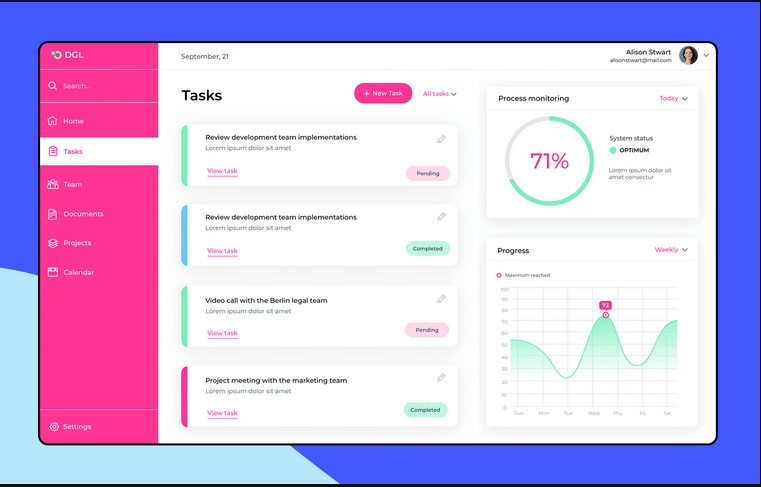 DGL
Search...
Home
Tasks
Team
Documents
Projects
Calendar
Settings
September, 21
Alison Stwart
alisonstwart@mail.com
Tasks
+ New Task
All tasks
Review development team implementations
Lorem ipsum dolor sit amet
View task
Pending
Review development team implementations
Lorem ipsum dolor sit amet
View task
Completed
Video call with the Berlin legal team
Lorem ipsum dolor sit amet
View task
Pending
Project meeting with the marketing team
Lorem ipsum dolor sit amet
View task
Completed
Process monitoring
Today
71%
System status
OPTIMUM
Lorem ipsum dolor sit
amet consectur
Progress
Weekly
Maximum reached
72
100
90
80
70
60
50
40
30
20
10
0
Sun Mon Tue Wed Thu Fri Sat